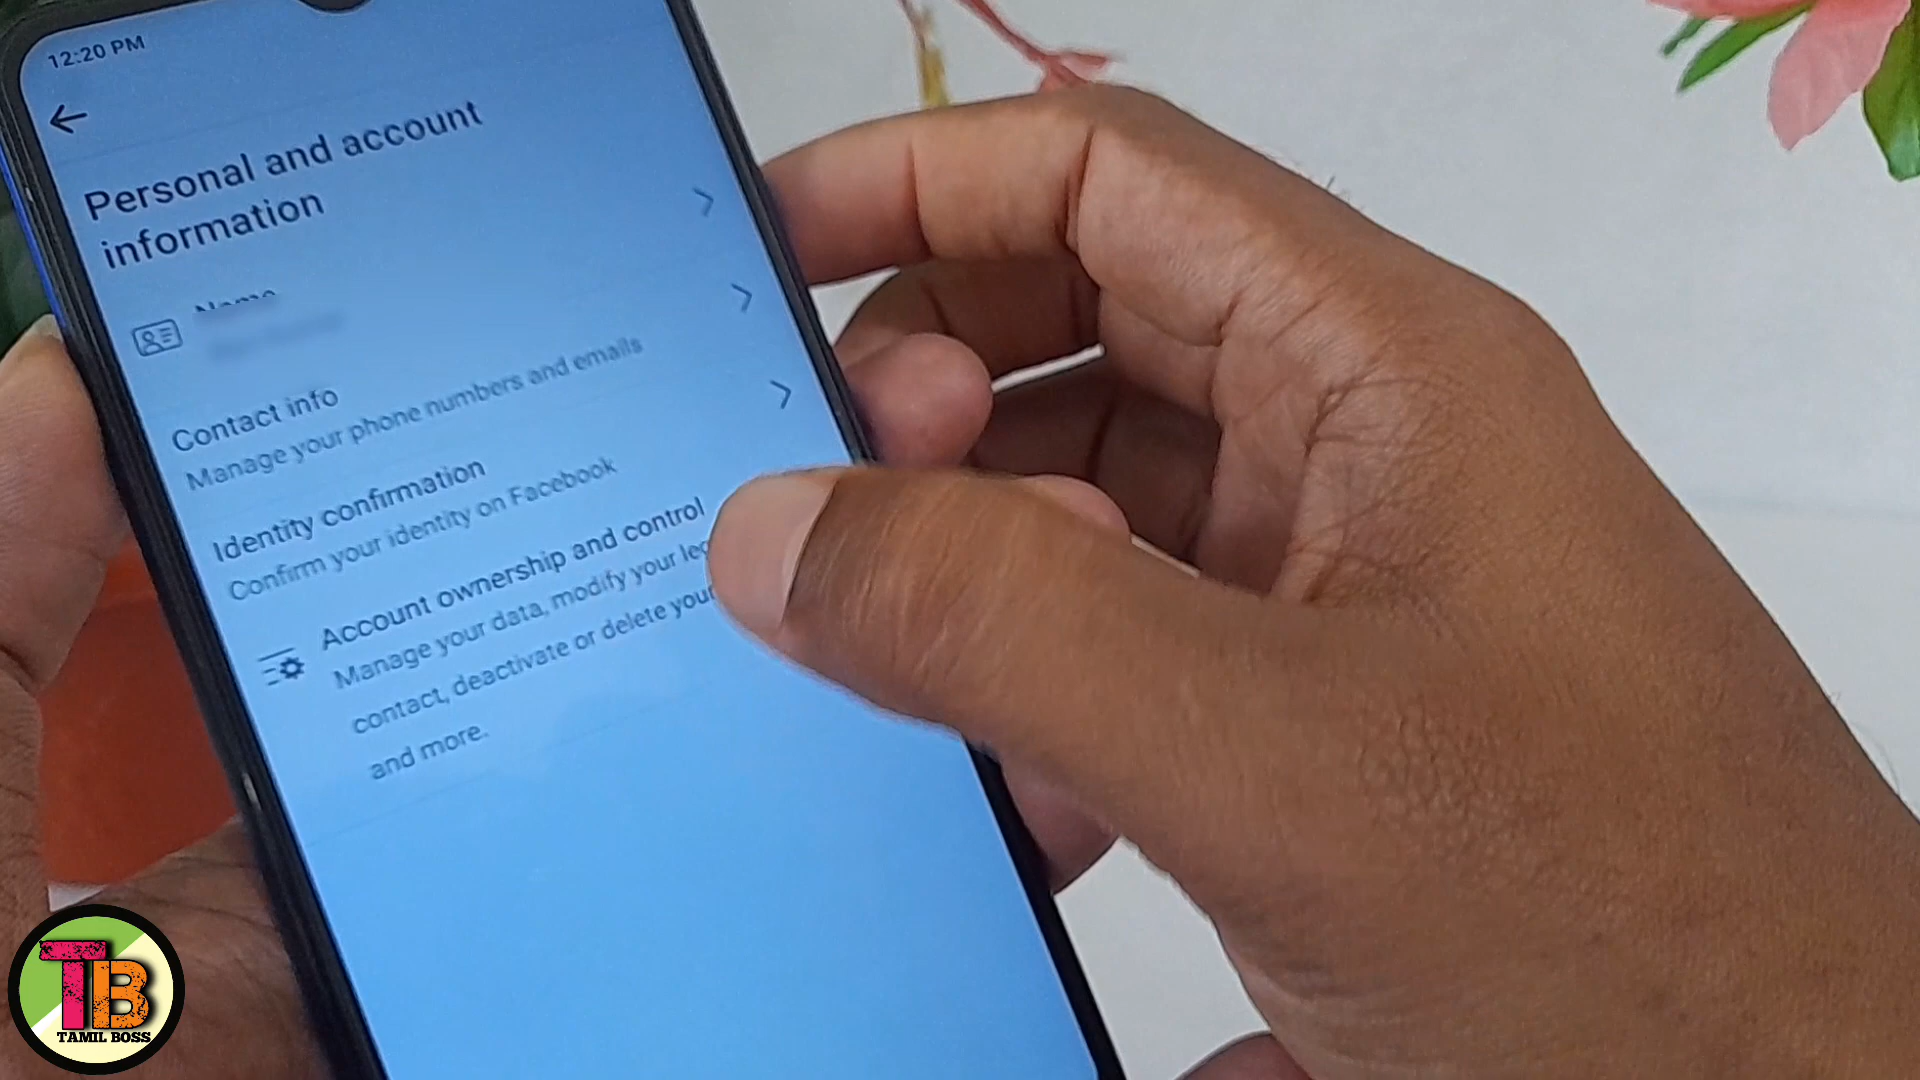 12:20 PM
Personal and account
information
Name
Contact info
Manage your phone numbers and emails
Identity confirmation
Confirm your identity on Facebook
Account ownership and control
Manage your data, modify your
contact, deactivate or delete your
and more.
TB
TAMIL BOSS